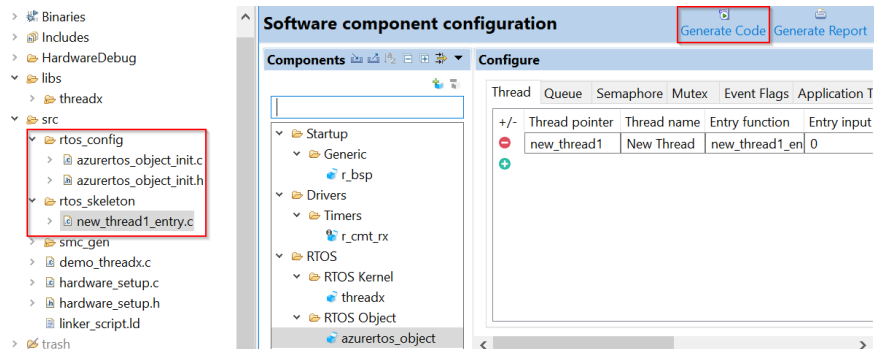 Binaries
Includes
HardwareDebug
libs
threadx
src
rtos_config
azurertos_object_init.c
azurertos_object_init.h
rtos_skeleton
new_thread1_entry.c
smc_gen
demo_threadx.c
hardware_setup.c
hardware_setup.h
linker_script.ld
trash
Software component configuration
Generate Code Generate Report
Components
Startup
Generic
r_bsp
Drivers
Timers
r_cmt_rx
RTOS
RTOS Kernel
threadx
RTOS Object
azurertos_object
Configure
Thread Queue Semaphore Mutex Event Flags Application T
+/- Thread pointer Thread name Entry function Entry input
new_thread1 New Thread new_thread1_en 0